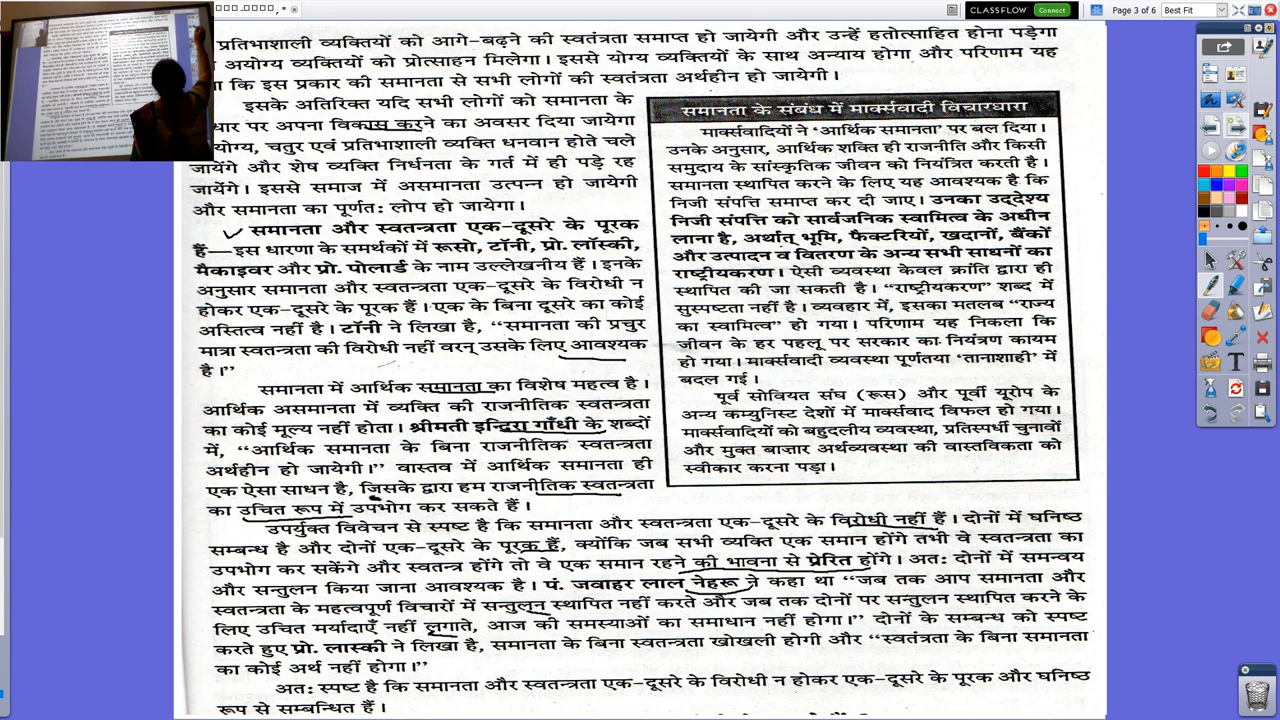 CLASSFLOW
Connect
Page 3 of 6
Best Fit
प्रतिभाशाली व्यक्तियों को आगे बढ़ने की स्वतंत्रता समाप्त हो जायेगी और उन्हें हतोत्साहित होना पड़ेगा
अयोग्य व्यक्तियों को प्रोत्साहन मिलेगा। इससे योग्य व्यक्तियों का
कि इस प्रकार की समानता से योग्य लोगों की स्वतंत्रता अर्थहीन हो जायेगी।
इसके अतिरिक्त यदि सभी लोगों को समानता के
धार पर अपना विकास करने का अवसर दिया जायेगा
योग्य, चतुर एवं प्रतिभाशाली व्यक्ति धनवान होते चले
जायेंगे और शेष व्यक्ति निर्धनता के गर्त में ही पड़े रह
जायेंगे। इससे समाज में असमानता उत्पन्न हो जायेगी
और समानता का पूर्णत: लोप हो जायेगा।
समानता और स्वतन्त्रता एक-दूसरे के पूरक
हैं—इस धारणा के समर्थकों में रूसो, टॉनी, प्रो. लॉस्की,
मैकाइवर और प्रो. पोलार्ड के नाम उल्लेखनीय हैं। इनके
अनुसार समानता और स्वतन्त्रता एक-दूसरे के विरोधी न
होकर एक-दूसरे के पूरक हैं। एक के बिना दूसरे का कोई
अस्तित्व नहीं है। टॉनी ने लिखा है, “समानता की प्रचुर
मात्रा स्वतन्त्रता की विरोधी नहीं वरन् उसके लिए आवश्यक
है।”
समानता में आर्थिक समानता का विशेष महत्व है।
आर्थिक असमानता में व्यक्ति की राजनीतिक स्वतन्त्रता
का कोई मूल्य नहीं होता। श्रीमती इन्दिरा गाँधी के शब्दों
में, “आर्थिक समानता के बिना राजनीतिक स्वतन्त्रता
अर्थहीन हो जायेगी।” वास्तव में आर्थिक समानता ही
एक ऐसा साधन है, जिसके द्वारा हम राजनीतिक स्वतन्त्रता
का उचित रूप में उपभोग कर सकते हैं।
में मार्क्सवादी विचारधारा
मार्क्सवादियों ने आर्थिक समानता पर बल दिया।
उनके अनुसार, आर्थिक शक्ति ही राजनीति और किसी
समुदाय के सांस्कृतिक जीवन को नियंत्रित करती है।
समानता स्थापित करने के लिए यह आवश्यक है कि
निजी संपत्ति समाप्त कर दी जाए। उनका उद्देश्य
निजी संपत्ति को सार्वजनिक स्वामित्व के अधीन
लाना है, अर्थात् भूमि, फैक्टरियों, खदानों, बैंकों
और उत्पादन व वितरण के अन्य सभी साधनों का
राष्ट्रीयकरण। ऐसी व्यवस्था केवल क्रांति द्वारा ही
स्थापित की जा सकती है। “राष्ट्रीयकरण” शब्द में
सुस्पष्टता नहीं है। व्यवहार में, इसका मतलब “राज्य
का स्वामित्व” हो गया। परिणाम यह निकला कि
जीवन के हर पहलू पर सरकार का नियंत्रण कायम
हो गया। मार्क्सवादी व्यवस्था पूर्णतया ‘तानाशाही’ में
बदल गई।
पूर्व सोवियत संघ (रूस) और पूर्वी यूरोप के
अन्य कम्युनिस्ट देशों में मार्क्सवाद विफल हो गया।
मार्क्सवादियों को बहुदलीय व्यवस्था, प्रतिस्पर्धी चुनावों
और मुक्त बाज़ार अर्थव्यवस्था की वास्तविकता को
स्वीकार करना पड़ा।
उपर्युक्त विवेचन से स्पष्ट है कि समानता और स्वतन्त्रता एक-दूसरे के विरोधी नहीं हैं। दोनों में घनिष्ठ
सम्बन्ध है और दोनों एक-दूसरे के पूरक हैं, क्योंकि जब सभी व्यक्ति एक समान होंगे तभी वे स्वतन्त्रता का
उपभोग कर सकेंगे और स्वतन्त्र होंगे तो वे एक समान रहने की भावना से प्रेरित होंगे। अत: दोनों में समन्वय
और सन्तुलन किया जाना आवश्यक है। पं. जवाहर लाल नेहरू ने कहा था “जब तक आप समानता और
स्वतन्त्रता के महत्वपूर्ण विचारों में सन्तुलन स्थापित नहीं करते और जब तक दोनों पर सन्तुलन स्थापित करने के
लिए उचित मर्यादाएँ नहीं लगाते, आज की समस्याओं का समाधान नहीं होगा।” दोनों के सम्बन्ध को स्पष्ट
करते हुए प्रो. लास्की ने लिखा है, समानता के बिना स्वतन्त्रता खोखली होगी और “स्वतंत्रता के बिना समानता
का कोई अर्थ नहीं होगा।”
अत: स्पष्ट है कि समानता और स्वतन्त्रता एक-दूसरे के विरोधी न होकर एक-दूसरे के पूरक और घनिष्ठ
रूप से सम्बन्धित हैं।